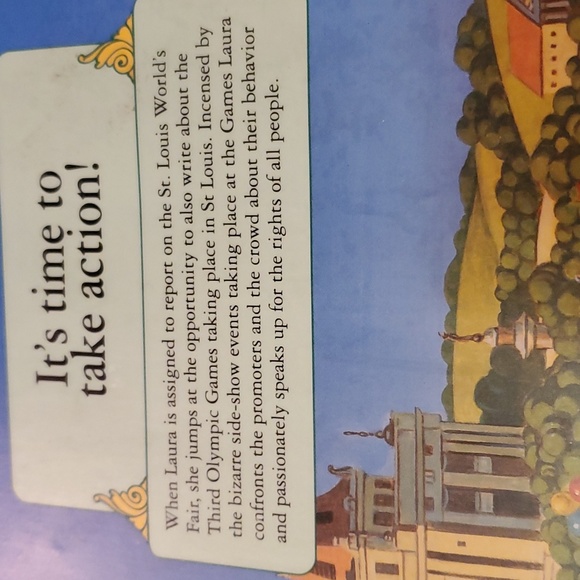 It's time to
take action!
When Laura is assigned to report on the St. Louis World's
Fair, she jumps at the opportunity to also write about the
Third Olympic Games taking place in St Louis. Incensed by
the bizarre side-show events taking place at the Games Laura
confronts the promoters and the crowd about their behavior
and passionately speaks up for the rights of all people.